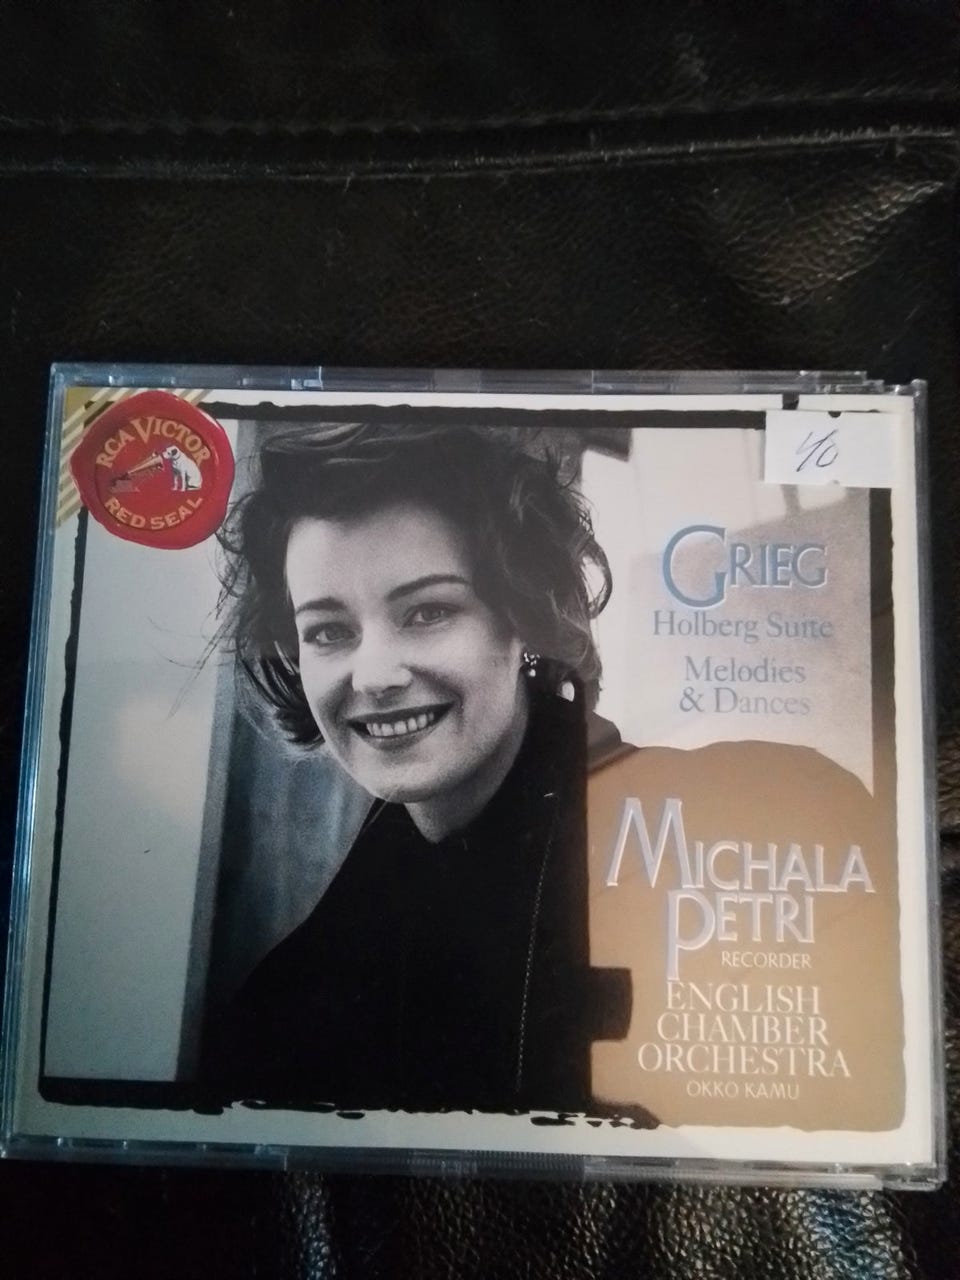 RCA VICTOR
RED SEAL
40
GRIEG
Holberg Suite
Melodies
& Dances
MICHALA
PETRI
RECORDER
ENGLISH
CHAMBER
ORCHESTRA
OKKO KAMU